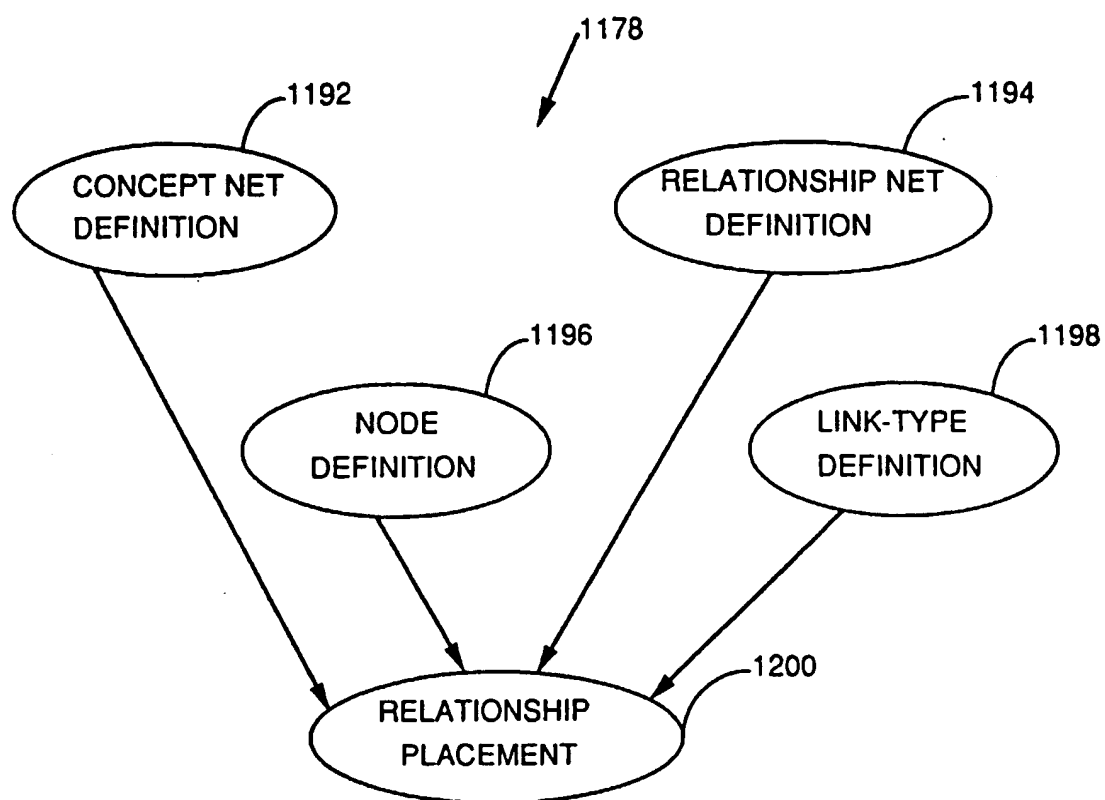 1178
1192
CONCEPT NET
DEFINITION
1194
RELATIONSHIP NET
DEFINITION
1196
NODE
DEFINITION
1198
LINK-TYPE
DEFINITION
1200
RELATIONSHIP
PLACEMENT